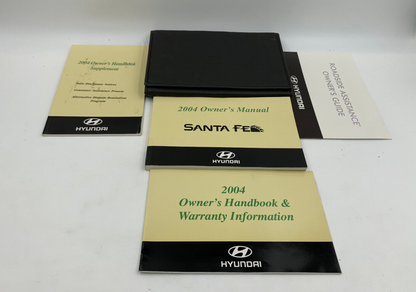 2004 Owner's Handbook
Supplement
HYUNDAI
2004 Owner's Manual
SANTA FE
HYUNDAI
2004
Owner's Handbook &
Warranty Information
HYUNDAI
HYUNDAI
ROADSIDE ASSISTANCE
OWNER'S GUIDE